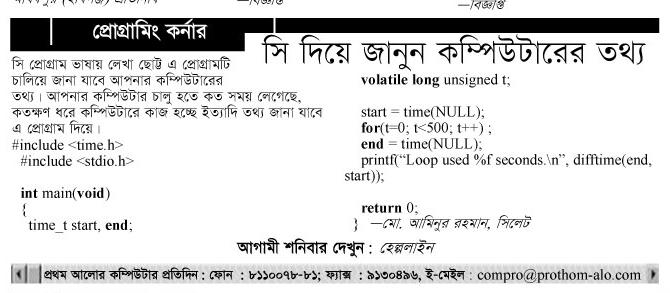 —বিজ্ঞপ্তি
—বিজ্ঞপ্তি
প্রোগ্রামিং কর্নার
সি দিয়ে জানুন কম্পিউটারের তথ্য
সি প্রোগ্রাম ভাষায় লেখা ছোট্ট এ প্রোগ্রামটি
চালিয়ে জানা যাবে আপনার কম্পিউটারের
তথ্য। আপনার কম্পিউটার চালু হতে কত সময় লেগেছে,
কতক্ষণ ধরে কম্পিউটারে কাজ হচ্ছে ইত্যাদি তথ্য জানা যাবে
এ প্রোগ্রাম দিয়ে।
#include <time.h>
#include <stdio.h>
int main(void)
{
time_t start, end;
volatile long unsigned t;
start = time(NULL);
for(t=0; t<500; t++) ;
end = time(NULL);
printf(“Loop used %f seconds.\n”, difftime(end,
start));
return 0;
} —মো. আমিনুর রহমান, সিলেট
আগামী শনিবার দেখুন : হেল্পলাইন
প্রথম আলোর কম্পিউটার প্রতিদিন : ফোন : ৮১১০০৭৮-৮১; ফ্যাক্স : ৯১৩০৪৯৬, ই-মেইল : compro@prothom-alo.com